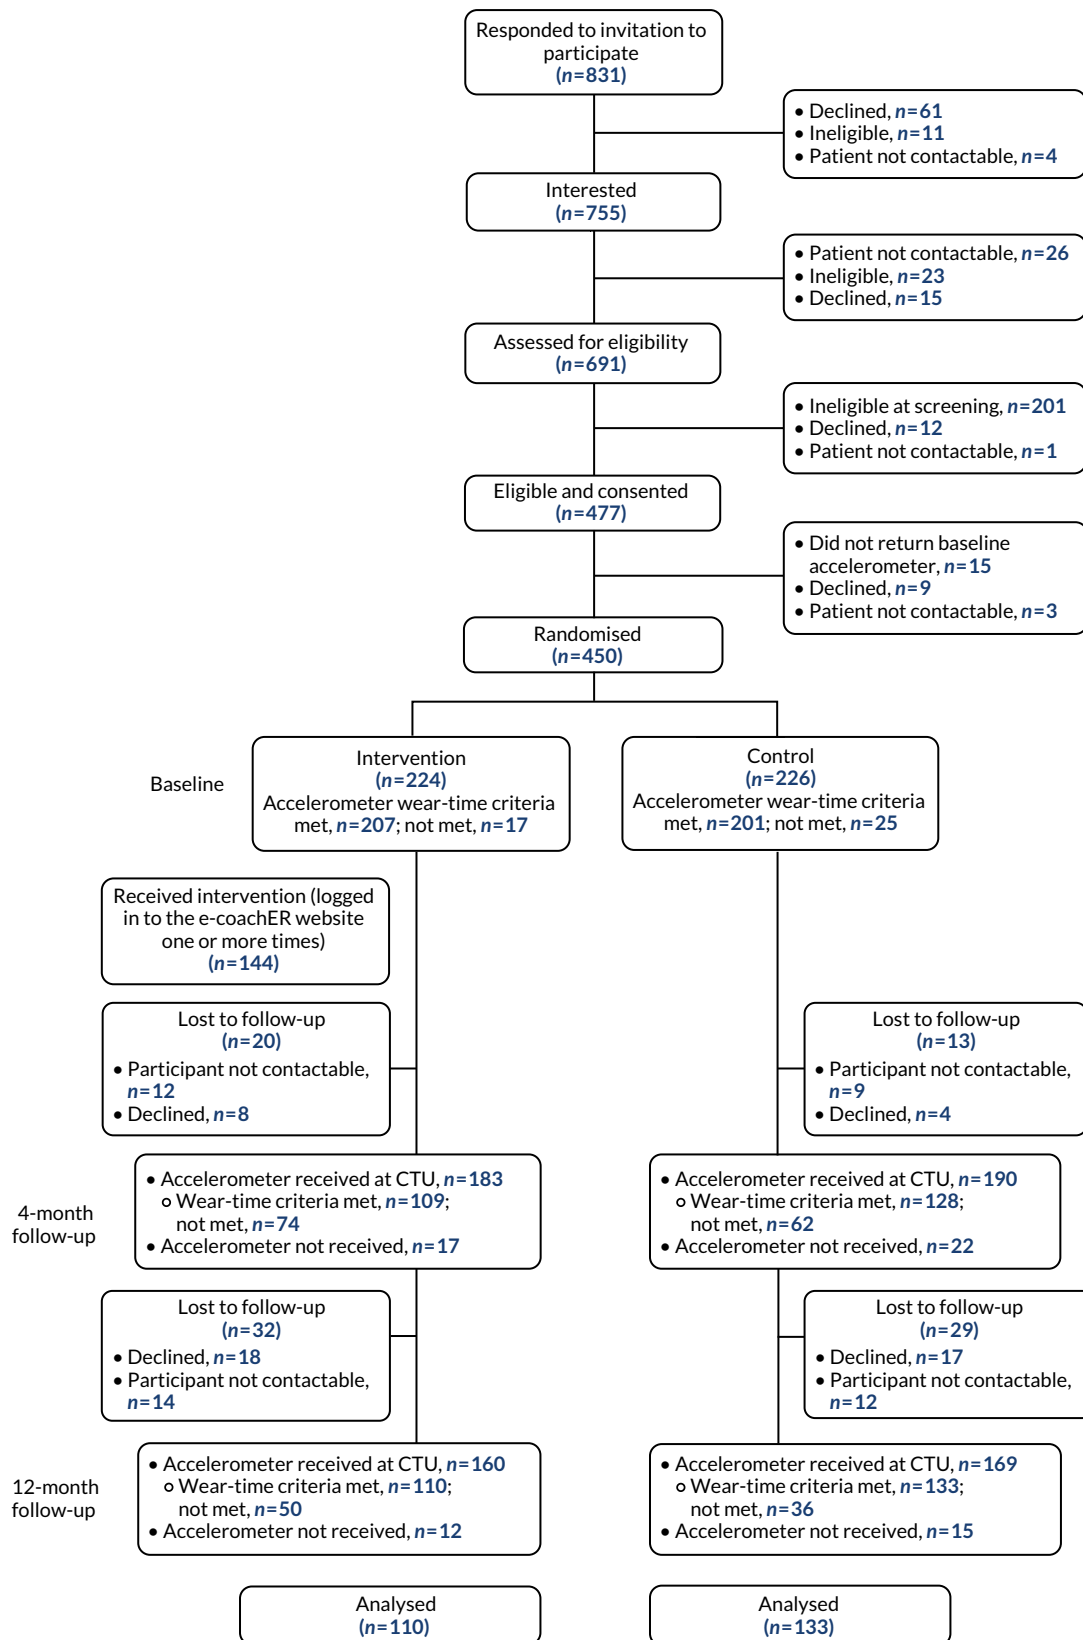 Responded to invitation to
participate
(n=831)
• Declined, n=61
• Ineligible, n=11
• Patient not contactable, n=4
Interested
(n=755)
• Patient not contactable, n=26
• Ineligible, n=23
• Declined, n=15
Assessed for eligibility
(n=691)
• Ineligible at screening, n=201
• Declined, n=12
• Patient not contactable, n=1
Eligible and consented
(n=477)
• Did not return baseline
accelerometer, n=15
• Declined, n=9
• Patient not contactable, n=3
Randomised
(n=450)
Baseline
Intervention
(n=224)
Accelerometer wear-time criteria
met, n=207; not met, n=17
Control
(n=226)
Accelerometer wear-time criteria
met, n=201; not met, n=25
Received intervention (logged
in to the e-coachER website
one or more times)
(n=144)
Lost to follow-up
(n=20)
• Participant not contactable,
n=12
• Declined, n=8
Lost to follow-up
(n=13)
• Participant not contactable,
n=9
• Declined, n=4
4-month
follow-up
• Accelerometer received at CTU, n=183
o Wear-time criteria met, n=109;
not met, n=74
• Accelerometer not received, n=17
• Accelerometer received at CTU, n=190
o Wear-time criteria met, n=128;
not met, n=62
• Accelerometer not received, n=22
Lost to follow-up
(n=32)
• Declined, n=18
• Participant not contactable,
n=14
Lost to follow-up
(n=29)
• Declined, n=17
• Participant not contactable,
n=12
12-month
follow-up
• Accelerometer received at CTU, n=160
o Wear-time criteria met, n=110;
not met, n=50
• Accelerometer not received, n=12
• Accelerometer received at CTU, n=169
o Wear-time criteria met, n=133;
not met, n=36
• Accelerometer not received, n=15
Analysed
(n=110)
Analysed
(n=133)